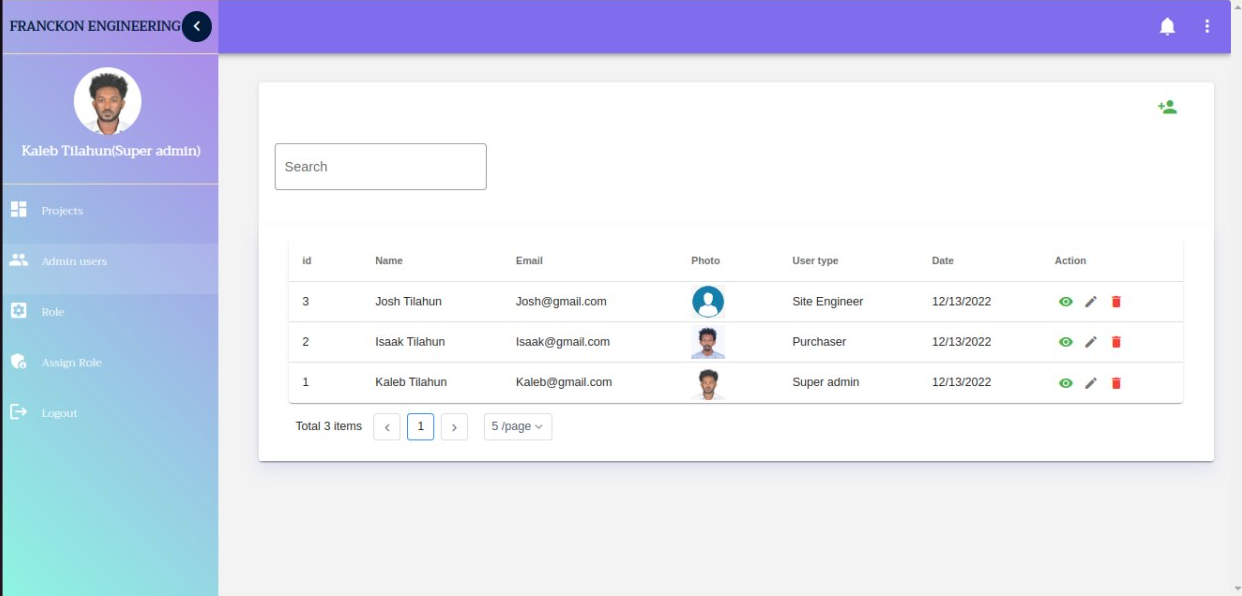 FRANCKON ENGINEERING
Kaleb Tilahun(Super admin)
Projects
Admin users
Role
Assign Role
Logout
Search
id Name Email Photo User type Date Action
3 Josh Tilahun Josh@gmail.com Site Engineer 12/13/2022
2 Isaak Tilahun Isaak@gmail.com Purchaser 12/13/2022
1 Kaleb Tilahun Kaleb@gmail.com Super admin 12/13/2022
Total 3 items 1 5 /page